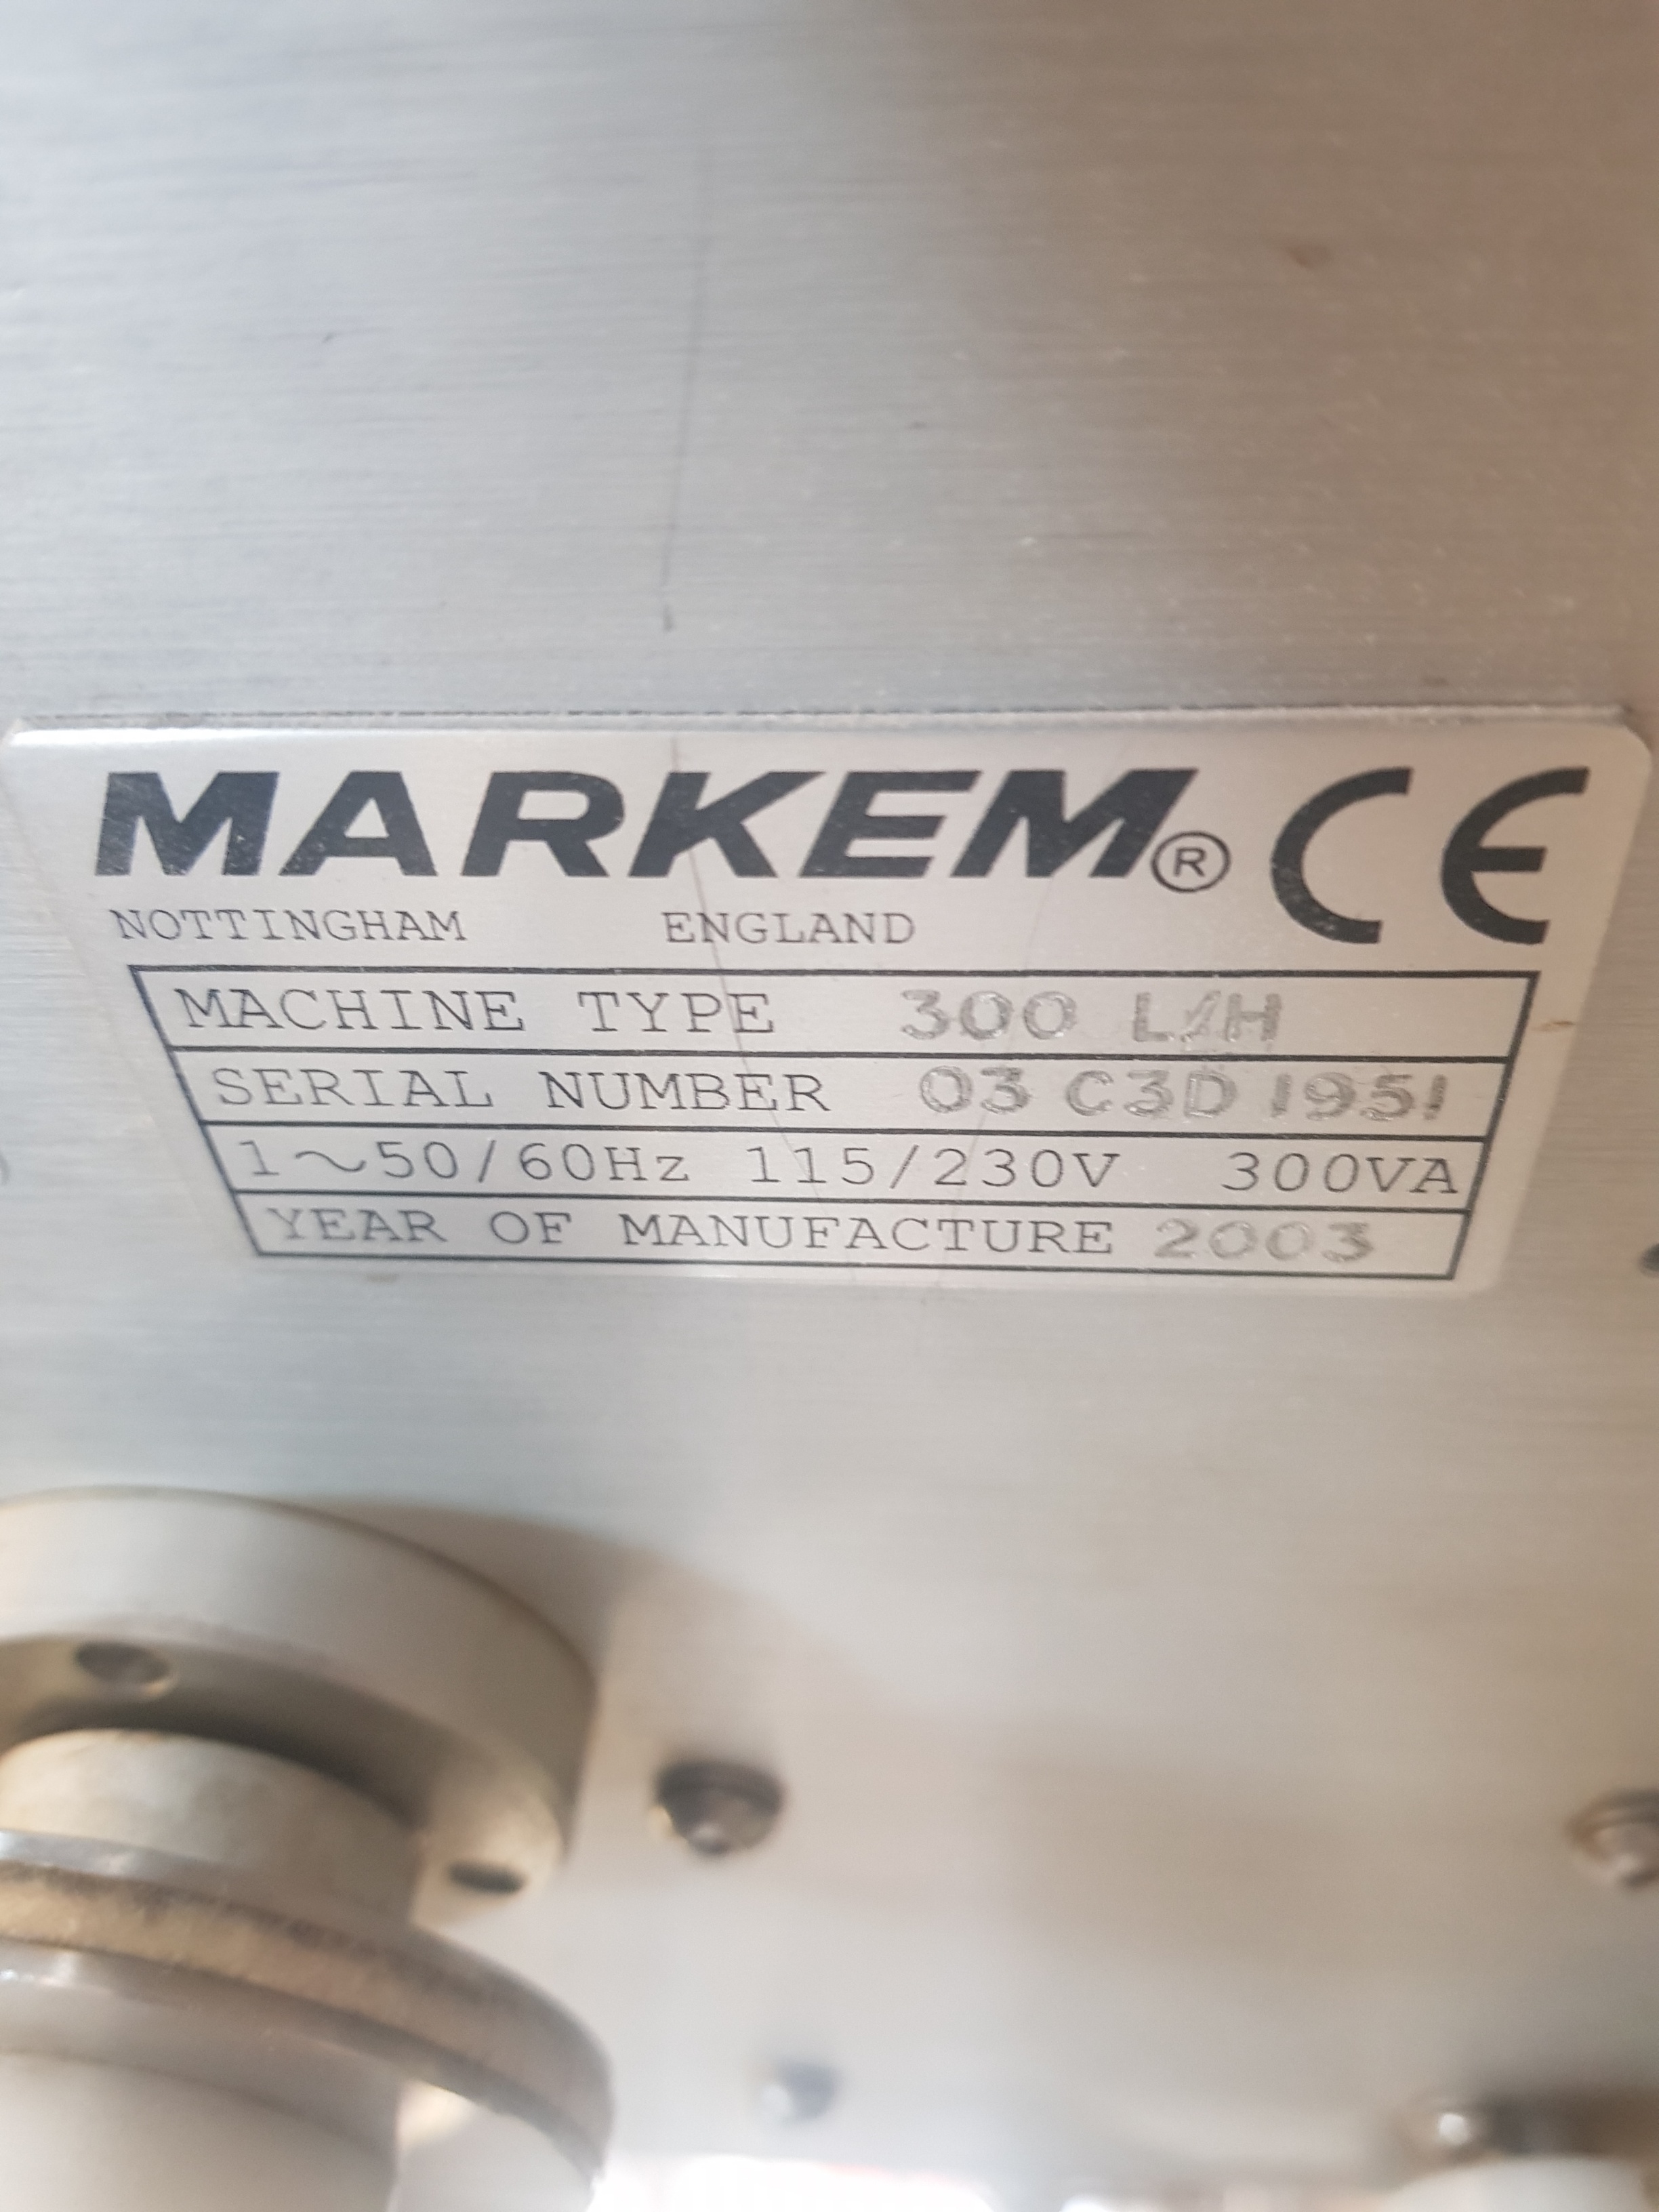 MARKEM® CE
NOTTINGHAM ENGLAND
MACHINE TYPE 300 L/H
SERIAL NUMBER 03 C3D 1951
1~50/60Hz 115/230V 300VA
YEAR OF MANUFACTURE 2003